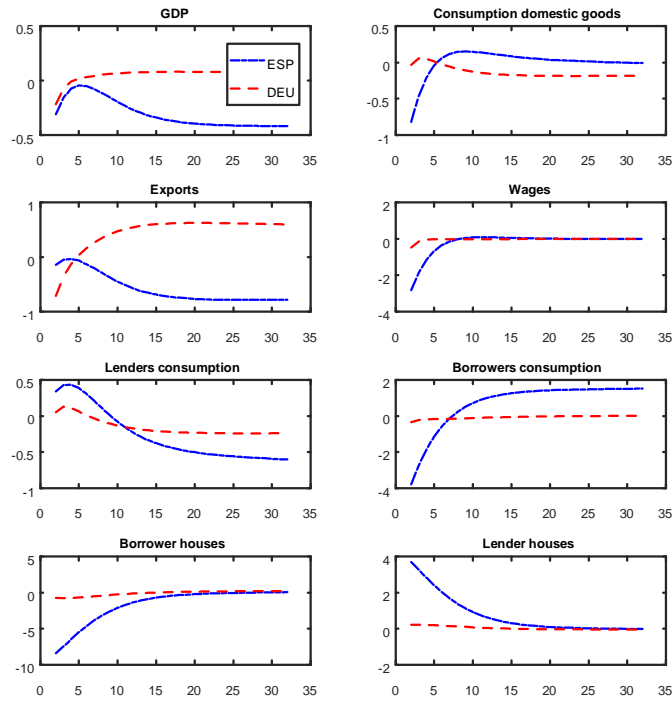 GDP
0.5
0
-0.5
0 5 10 15 20 25 30 35
ESP
DEU
Consumption domestic goods
0.5
0
-0.5
-1
0 5 10 15 20 25 30 35
Exports
1
0
-1
0 5 10 15 20 25 30 35
Wages
2
0
-2
-4
0 5 10 15 20 25 30 35
Lenders consumption
0.5
0
-0.5
-1
0 5 10 15 20 25 30 35
Borrowers consumption
2
0
-2
-4
0 5 10 15 20 25 30 35
Borrower houses
5
0
-5
-10
0 5 10 15 20 25 30 35
Lender houses
4
2
0
-2
0 5 10 15 20 25 30 35